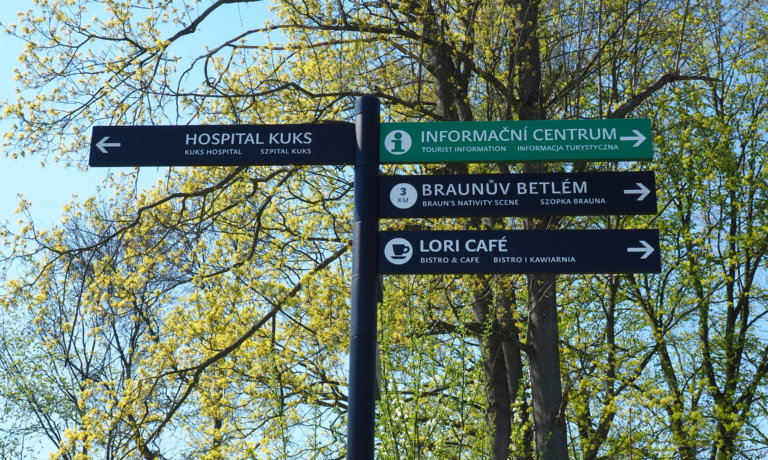 HOSPITAL KUKS
KUKS HOSPITAL SZPITAL KUKS
INFORMAČNÍ CENTRUM
TOURIST INFORMATION INFORMACJA TURYSTYCZNA
3 KM
BRAUNŮV BETLÉM
BRAUN'S NATIVITY SCENE SZOPKA BRAUNA
LORI CAFÉ
BISTRO & CAFE BISTRO I KAWIARNIA